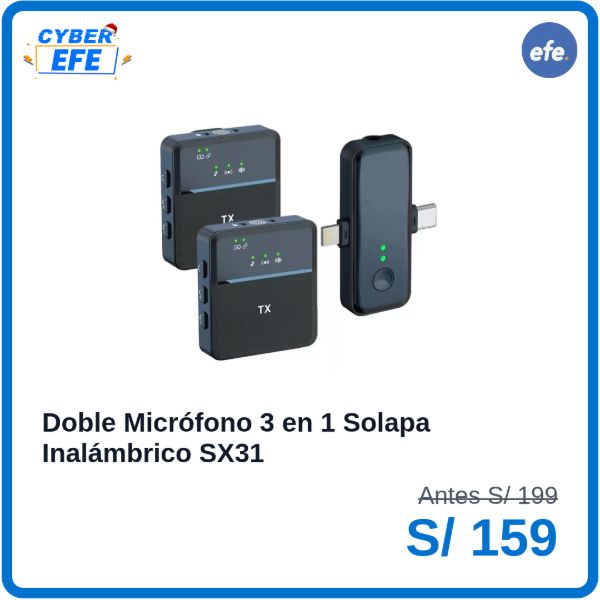 CYBER
EFE
efe.
TX
TX
Doble Micrófono 3 en 1 Solapa
Inalámbrico SX31
Antes S/ 199
S/ 159